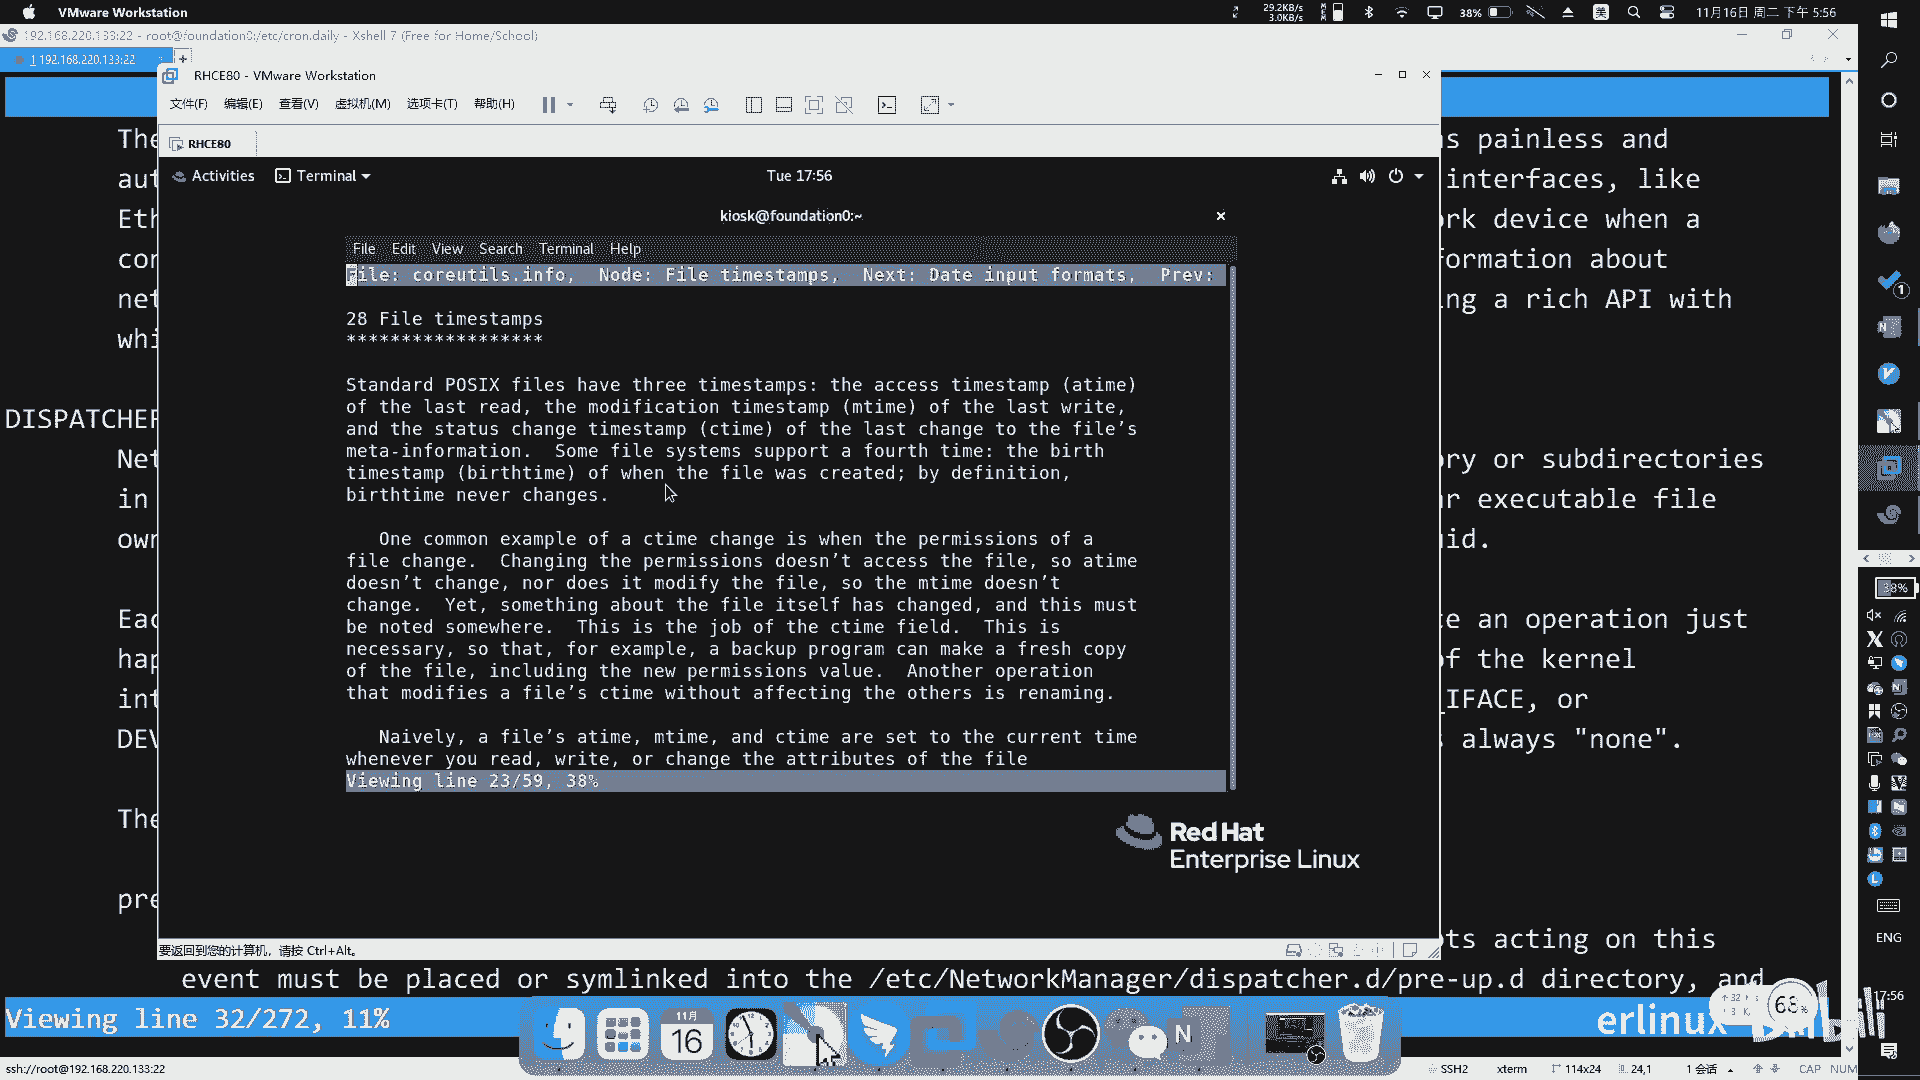 VMware Workstation
29.2KB/s
3.0KB/s
38%
美
11月16日 周二 下午 5:56
192.168.220.133:22 - root@foundation0:/etc/cron.daily - Xshell 7 (Free for Home/School)
1 192.168.220.133:22
RHCE80 - VMware Workstation
文件(F) 编辑(E) 查看(V) 虚拟机(M) 选项卡(T) 帮助(H)
RHCE80
Activities Terminal Tue 17:56
kiosk@foundation0:~
File Edit View Search Terminal Help
File: coreutils.info, Node: File timestamps, Next: Date input formats, Prev:
28 File timestamps
******************
Standard POSIX files have three timestamps: the access timestamp (atime)
of the last read, the modification timestamp (mtime) of the last write,
and the status change timestamp (ctime) of the last change to the file's
meta-information. Some file systems support a fourth time: the birth
timestamp (birthtime) of when the file was created; by definition,
birthtime never changes.
One common example of a ctime change is when the permissions of a
file change. Changing the permissions doesn't access the file, so atime
doesn't change, nor does it modify the file, so the mtime doesn't
change. Yet, something about the file itself has changed, and this must
be noted somewhere. This is the job of the ctime field. This is
necessary, so that, for example, a backup program can make a fresh copy
of the file, including the new permissions value. Another operation
that modifies a file's ctime without affecting the others is renaming.
Naively, a file's atime, mtime, and ctime are set to the current time
whenever you read, write, or change the attributes of the file
Viewing line 23/59, 38%
Red Hat
Enterprise Linux
要返回到您的计算机，请按 Ctrl+Alt。
The
aut
Eth
con
net
whi
DISPATCHER
Net
in
own
Eac
hap
int
DEV
The
pre
s painless and
interfaces, like
rk device when a
formation about
ng a rich API with
ry or subdirectories
r executable file
id.
e an operation just
f the kernel
IFACE, or
always "none".
ts acting on this
event must be placed or symlinked into the /etc/NetworkManager/dispatcher.d/pre-up.d directory, and
Viewing line 32/272, 11%
erlinux
11月
16
68%
38%
ENG
17:56
ssh://root@192.168.220.133:22
SSH2 xterm 114x24 24,1 1 会话 CAP NUM